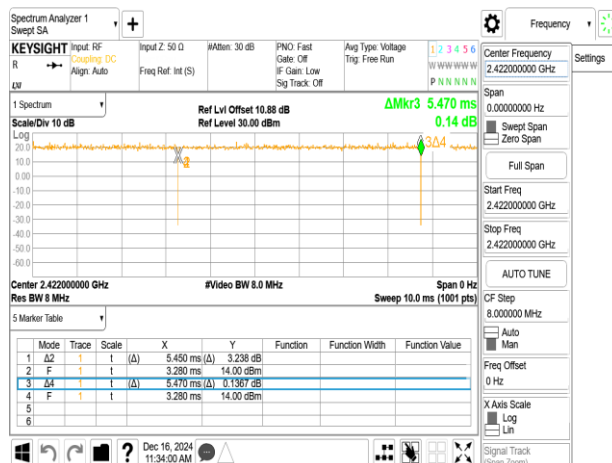 Spectrum Analyzer 1
Swept SA
Frequency
KEYSIGHT
R
Input: RF
Coupling: DC
Align: Auto
Input Z: 50 Ω
Freq Ref: Int (S)
#Atten: 30 dB
PNO: Fast
Gate: Off
IF Gain: Low
Sig Track: Off
Avg Type: Voltage
Trig: Free Run
1 2 3 4 5 6
W W W W W W
P N N N N N
Center Frequency
2.422000000 GHz
Settings
Span
0.00000000 Hz
Swept Span
Zero Span
Full Span
Start Freq
2.422000000 GHz
Stop Freq
2.422000000 GHz
AUTO TUNE
CF Step
8.000000 MHz
Auto
Man
Freq Offset
0 Hz
X Axis Scale
Log
Lin
Signal Track
(Span Zoom)
1 Spectrum
Scale/Div 10 dB
Ref Lvl Offset 10.88 dB
Ref Level 30.00 dBm
ΔMkr3 5.470 ms
0.14 dB
Log
20.0
10.0
0.00
-10.0
-20.0
-30.0
-40.0
-50.0
-60.0
3Δ4
Center 2.422000000 GHz
Res BW 8 MHz
#Video BW 8.0 MHz
Span 0 Hz
Sweep 10.0 ms (1001 pts)
5 Marker Table
Mode Trace Scale X Y Function Function Width Function Value
1 Δ2 1 t (Δ) 5.450 ms (Δ) 3.238 dB
2 F 1 t 3.280 ms 14.00 dBm
3 Δ4 1 t (Δ) 5.470 ms (Δ) 0.1367 dB
4 F 1 t 3.280 ms 14.00 dBm
5
6
? Dec 16, 2024
11:34:00 AM